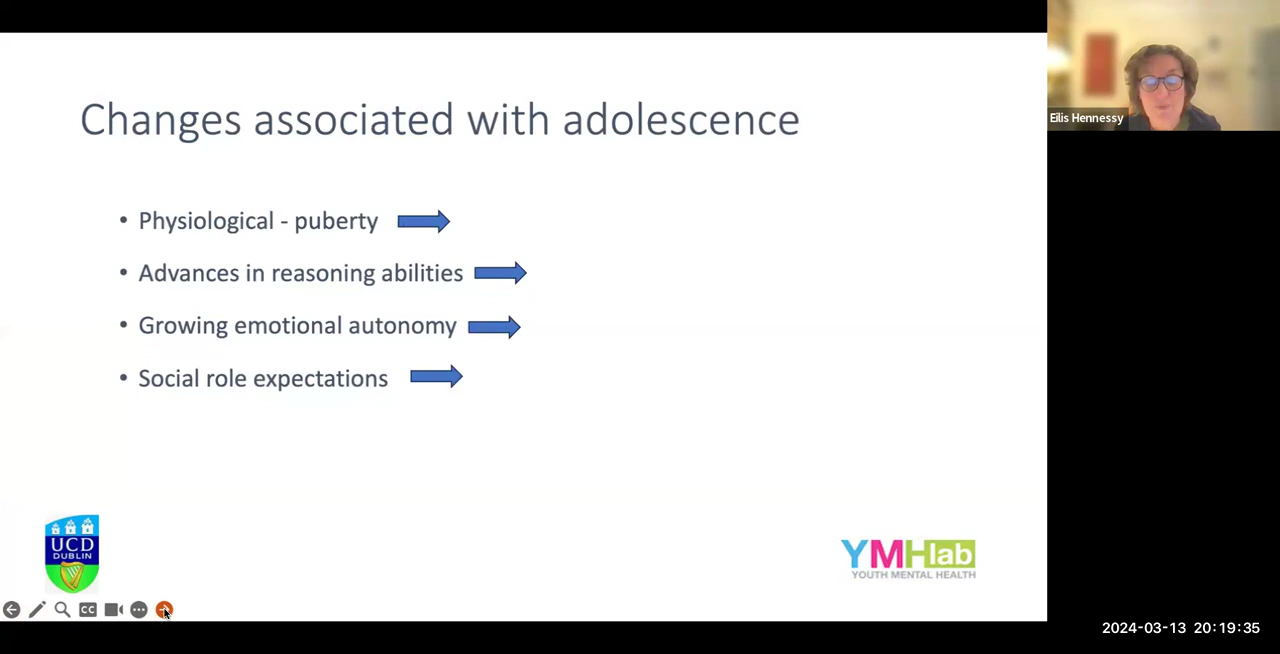 Changes associated with adolescence
• Physiological - puberty
• Advances in reasoning abilities
• Growing emotional autonomy
• Social role expectations
UCD
DUBLIN
YMHlab
YOUTH MENTAL HEALTH
CC
Eilis Hennessy
2024-03-13 20:19:35